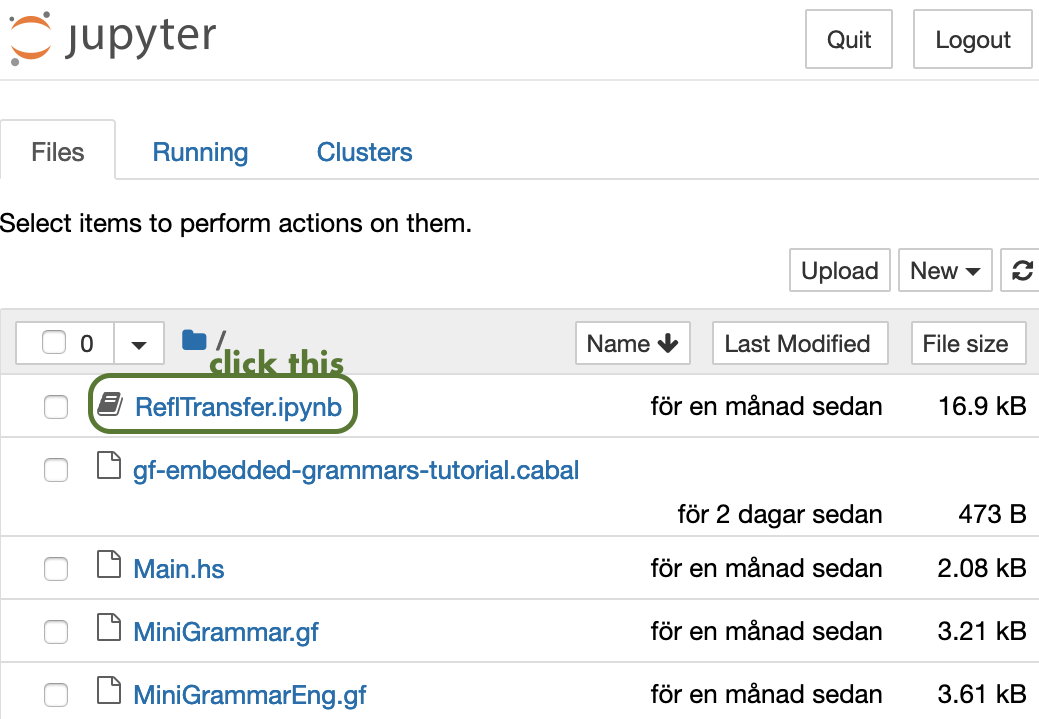 jupyter
Quit
Logout
Files
Running
Clusters
Select items to perform actions on them.
Upload
New
0
/
Name
Last Modified
File size
click this
ReflTransfer.ipynb
för en månad sedan
16.9 kB
gf-embedded-grammars-tutorial.cabal
för 2 dagar sedan
473 B
Main.hs
för en månad sedan
2.08 kB
MiniGrammar.gf
för en månad sedan
3.21 kB
MiniGrammarEng.gf
för en månad sedan
3.61 kB